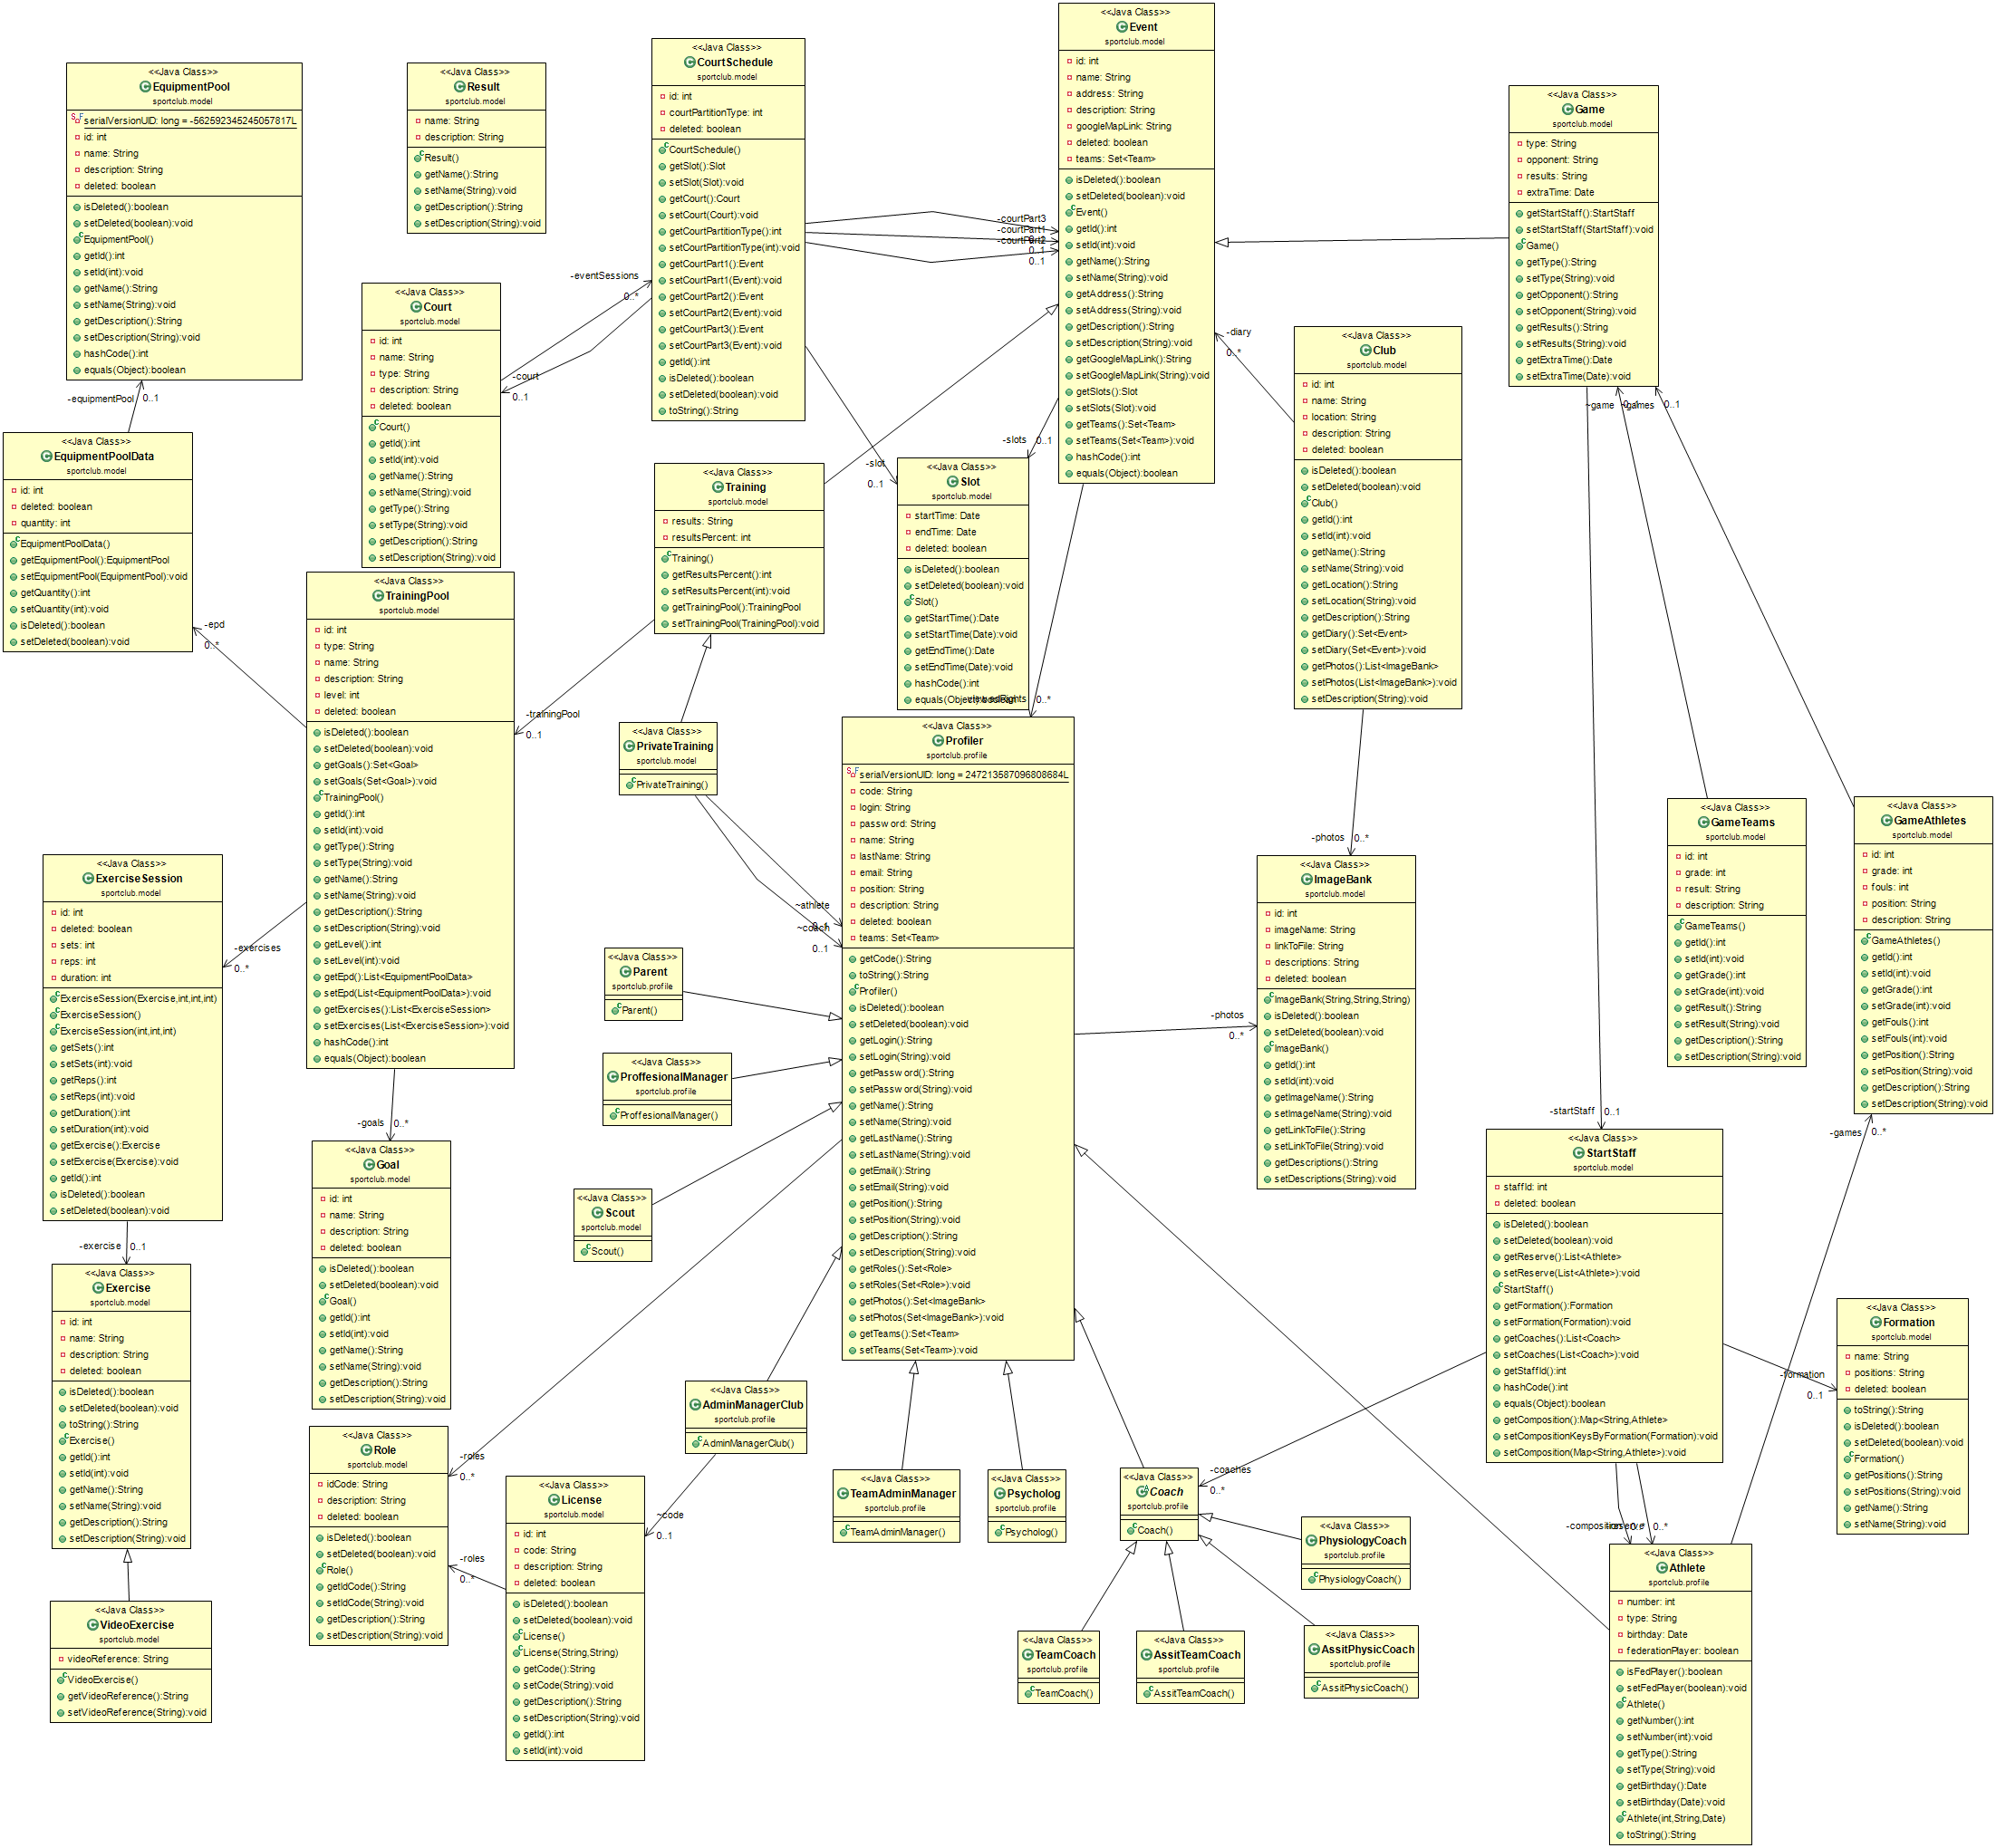 <<Java Class>>
EquipmentPool
sportclub.model
serialVersionUID: long = -562592345245057817L
id: int
name: String
description: String
deleted: boolean
isDeleted():boolean
setDeleted(boolean):void
EquipmentPool()
getId():int
setId(int):void
getName():String
setName(String):void
getDescription():String
setDescription(String):void
hashCode():int
equals(Object):boolean
-equipmentPool
0..1
<<Java Class>>
EquipmentPoolData
sportclub.model
id: int
deleted: boolean
quantity: int
EquipmentPoolData()
getEquipmentPool():EquipmentPool
setEquipmentPool(EquipmentPool):void
getQuantity():int
setQuantity(int):void
isDeleted():boolean
setDeleted(boolean):void
-epd
0..*
<<Java Class>>
Result
sportclub.model
name: String
description: String
Result()
getName():String
setName(String):void
getDescription():String
setDescription(String):void
<<Java Class>>
Court
sportclub.model
id: int
name: String
type: String
description: String
deleted: boolean
Court()
getId():int
setId(int):void
getName():String
setName(String):void
getType():String
setType(String):void
getDescription():String
setDescription(String):void
-eventSessions
0..*
-court
0..1
<<Java Class>>
CourtSchedule
sportclub.model
id: int
courtPartitionType: int
deleted: boolean
CourtSchedule()
getSlot():Slot
setSlot(Slot):void
getCourt():Court
setCourt(Court):void
getCourtPartitionType():int
setCourtPartitionType(int):void
getCourtPart1():Event
setCourtPart1(Event):void
getCourtPart2():Event
setCourtPart2(Event):void
getCourtPart3():Event
setCourtPart3(Event):void
getId():int
isDeleted():boolean
setDeleted(boolean):void
toString():String
-courtPart3
-courtPart1
-courtPart2
0..1
0..1
-slot
0..1
<<Java Class>>
Event
sportclub.model
id: int
name: String
address: String
description: String
googleMapLink: String
deleted: boolean
teams: Set<Team>
isDeleted():boolean
setDeleted(boolean):void
Event()
getId():int
setId(int):void
getName():String
setName(String):void
getAddress():String
setAddress(String):void
getDescription():String
setDescription(String):void
getGoogleMapLink():String
setGoogleMapLink(String):void
getSlots():Slot
setSlots(Slot):void
getTeams():Set<Team>
setTeams(Set<Team>):void
hashCode():int
equals(Object):boolean
-slots
0..1
-diary
0..*
<<Java Class>>
Game
sportclub.model
type: String
opponent: String
results: String
extraTime: Date
getStartStaff():StartStaff
setStartStaff(StartStaff):void
Game()
getType():String
setType(String):void
getOpponent():String
setOpponent(String):void
getResults():String
setResults(String):void
getExtraTime():Date
setExtraTime(Date):void
~game
0..1
~games
0..1
<<Java Class>>
Club
sportclub.model
id: int
name: String
location: String
description: String
deleted: boolean
isDeleted():boolean
setDeleted(boolean):void
Club()
getId():int
setId(int):void
getName():String
setName(String):void
getLocation():String
setLocation(String):void
getDescription():String
getDiary():Set<Event>
setDiary(Set<Event>):void
getPhotos():List<ImageBank>
setPhotos(List<ImageBank>):void
setDescription(String):void
-photos
0..*
<<Java Class>>
Training
sportclub.model
results: String
resultsPercent: int
Training()
getResultsPercent():int
setResultsPercent(int):void
getTrainingPool():TrainingPool
setTrainingPool(TrainingPool):void
-trainingPool
0..1
<<Java Class>>
Slot
sportclub.model
startTime: Date
endTime: Date
deleted: boolean
isDeleted():boolean
setDeleted(boolean):void
Slot()
getStartTime():Date
setStartTime(Date):void
getEndTime():Date
setEndTime(Date):void
hashCode():int
equals(Object):boolean
0..*
<<Java Class>>
TrainingPool
sportclub.model
id: int
type: String
name: String
description: String
level: int
deleted: boolean
isDeleted():boolean
setDeleted(boolean):void
getGoals():Set<Goal>
setGoals(Set<Goal>):void
TrainingPool()
getId():int
setId(int):void
getType():String
setType(String):void
getName():String
setName(String):void
getDescription():String
setDescription(String):void
getLevel():int
setLevel(int):void
getEpd():List<EquipmentPoolData>
setEpd(List<EquipmentPoolData>):void
getExercises():List<ExerciseSession>
setExercises(List<ExerciseSession>):void
hashCode():int
equals(Object):boolean
-exercises
0..*
-goals
0..*
<<Java Class>>
PrivateTraining
sportclub.model
PrivateTraining()
~athlete
0..1
~coach
0..1
<<Java Class>>
Profiler
sportclub.profile
serialVersionUID: long = 247213587096808684L
code: String
login: String
password: String
name: String
lastName: String
email: String
position: String
description: String
deleted: boolean
teams: Set<Team>
getCode():String
toString():String
Profiler()
isDeleted():boolean
setDeleted(boolean):void
getLogin():String
setLogin(String):void
getPassword():String
setPassword(String):void
getName():String
setName(String):void
getLastName():String
setLastName(String):void
getEmail():String
setEmail(String):void
getPosition():String
setPosition(String):void
getDescription():String
setDescription(String):void
getRoles():Set<Role>
setRoles(Set<Role>):void
getPhotos():Set<ImageBank>
setPhotos(Set<ImageBank>):void
getTeams():Set<Team>
setTeams(Set<Team>):void
-photos
0..*
<<Java Class>>
ImageBank
sportclub.model
id: int
imageName: String
linkToFile: String
descriptions: String
deleted: boolean
ImageBank(String,String,String)
isDeleted():boolean
setDeleted(boolean):void
ImageBank()
getId():int
setId(int):void
getImageName():String
setImageName(String):void
getLinkToFile():String
setLinkToFile(String):void
getDescriptions():String
setDescriptions(String):void
<<Java Class>>
GameTeams
sportclub.model
id: int
grade: int
result: String
description: String
GameTeams()
getId():int
setId(int):void
getGrade():int
setGrade(int):void
getResult():String
setResult(String):void
getDescription():String
setDescription(String):void
<<Java Class>>
GameAthletes
sportclub.model
id: int
grade: int
fouls: int
position: String
description: String
GameAthletes()
getId():int
setId(int):void
getGrade():int
setGrade(int):void
getFouls():int
setFouls(int):void
getPosition():String
setPosition(String):void
getDescription():String
setDescription(String):void
-games
0..*
<<Java Class>>
ExerciseSession
sportclub.model
id: int
deleted: boolean
sets: int
reps: int
duration: int
ExerciseSession(Exercise,int,int,int)
ExerciseSession()
ExerciseSession(int,int,int)
getSets():int
setSets(int):void
getReps():int
setReps(int):void
getDuration():int
setDuration(int):void
getExercise():Exercise
setExercise(Exercise):void
getId():int
isDeleted():boolean
setDeleted(boolean):void
-exercise
0..1
<<Java Class>>
Exercise
sportclub.model
id: int
name: String
description: String
deleted: boolean
isDeleted():boolean
setDeleted(boolean):void
toString():String
Exercise()
getId():int
setId(int):void
getName():String
setName(String):void
getDescription():String
setDescription(String):void
<<Java Class>>
VideoExercise
sportclub.model
videoReference: String
VideoExercise()
getVideoReference():String
setVideoReference(String):void
<<Java Class>>
Goal
sportclub.model
id: int
name: String
description: String
deleted: boolean
isDeleted():boolean
setDeleted(boolean):void
Goal()
getId():int
setId(int):void
getName():String
setName(String):void
getDescription():String
setDescription(String):void
<<Java Class>>
Role
sportclub.model
idCode: String
description: String
deleted: boolean
isDeleted():boolean
setDeleted(boolean):void
Role()
getIdCode():String
setIdCode(String):void
getDescription():String
setDescription(String):void
-roles
0..*
-roles
0..*
<<Java Class>>
License
sportclub.model
id: int
code: String
description: String
deleted: boolean
isDeleted():boolean
setDeleted(boolean):void
License()
License(String,String)
getCode():String
setCode(String):void
getDescription():String
setDescription(String):void
getId():int
setId(int):void
~code
0..1
<<Java Class>>
Parent
sportclub.profile
Parent()
<<Java Class>>
ProffesionalManager
sportclub.profile
ProffesionalManager()
<<Java Class>>
Scout
sportclub.model
Scout()
<<Java Class>>
AdminManagerClub
sportclub.profile
AdminManagerClub()
<<Java Class>>
TeamAdminManager
sportclub.profile
TeamAdminManager()
<<Java Class>>
Psycholog
sportclub.profile
Psycholog()
<<Java Class>>
Coach
sportclub.profile
Coach()
-coaches
0..*
<<Java Class>>
PhysiologyCoach
sportclub.profile
PhysiologyCoach()
<<Java Class>>
TeamCoach
sportclub.profile
TeamCoach()
<<Java Class>>
AssitTeamCoach
sportclub.profile
AssitTeamCoach()
<<Java Class>>
AssitPhysicCoach
sportclub.profile
AssitPhysicCoach()
-startStaff
0..1
<<Java Class>>
StartStaff
sportclub.model
staffId: int
deleted: boolean
isDeleted():boolean
setDeleted(boolean):void
getReserve():List<Athlete>
setReserve(List<Athlete>):void
StartStaff()
getFormation():Formation
setFormation(Formation):void
getCoaches():List<Coach>
setCoaches(List<Coach>):void
getStaffId():int
hashCode():int
equals(Object):boolean
getComposition():Map<String,Athlete>
setCompositionKeysByFormation(Formation):void
setComposition(Map<String,Athlete>):void
-formation
0..1
<<Java Class>>
Formation
sportclub.model
name: String
positions: String
deleted: boolean
toString():String
isDeleted():boolean
setDeleted(boolean):void
Formation()
getPositions():String
setPositions(String):void
getName():String
setName(String):void
-composition
0..*
<<Java Class>>
Athlete
sportclub.profile
number: int
type: String
birthday: Date
federationPlayer: boolean
isFedPlayer():boolean
setFedPlayer(boolean):void
Athlete()
getNumber():int
setNumber(int):void
getType():String
setType(String):void
getBirthday():Date
setBirthday(Date):void
Athlete(int,String,Date)
toString():String